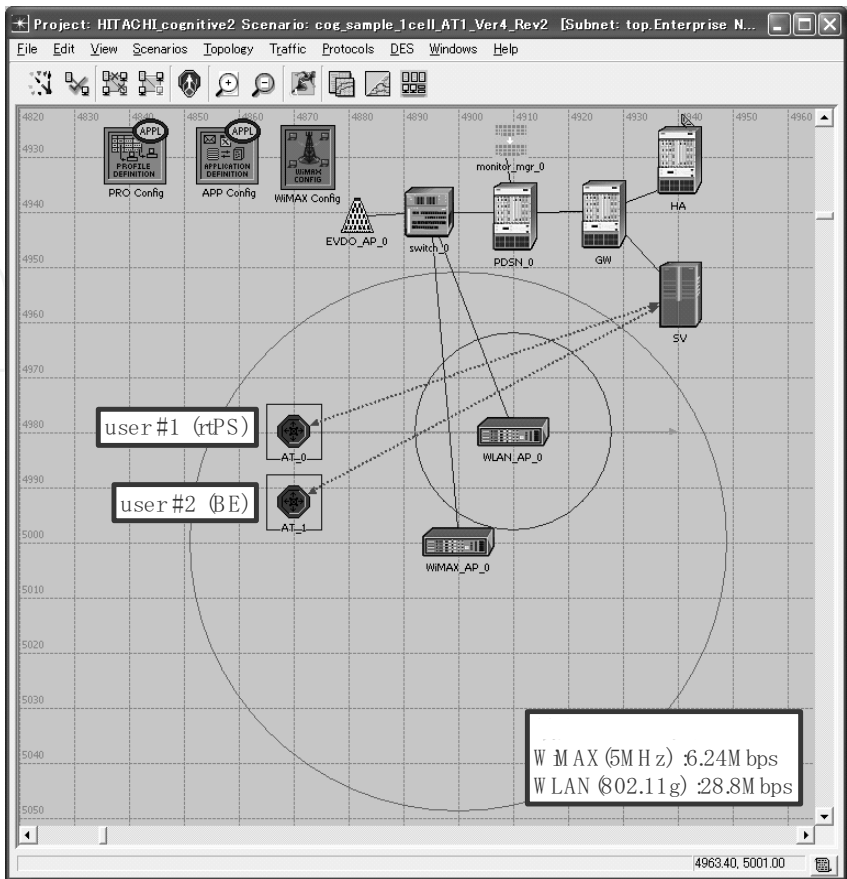 Project: HITACHI_cognitive2 Scenario: cog_sample_1cell_AT1_Ver4_Rev2 [Subnet: top.Enterprise N...
File Edit View Scenarios Topology Traffic Protocols DES Windows Help
4820 4830 4840 4850 4860 4870 4880 4890 4900 4910 4920 4930 4940 4950 4960
4930
APPL
APPL
PROFILE DEFINITION
APPLICATION DEFINITION
WiMAX CONFIG
monitor_mgr_0
PRO Config
APP Config
WiMAX Config
HA
4940
EVDO_AP_0
switch_0
PDSN_0
GW
4950
4960
SV
4970
user#1 (rtPS)
4980
AT_0
WLAN_AP_0
4990
user#2 (BE)
AT_1
5000
WiMAX_AP_0
5010
5020
5030
5040
WiMAX(5MHz) :6.24Mbps
WLAN(802.11g) :28.8Mbps
5050
4963.40, 5001.00